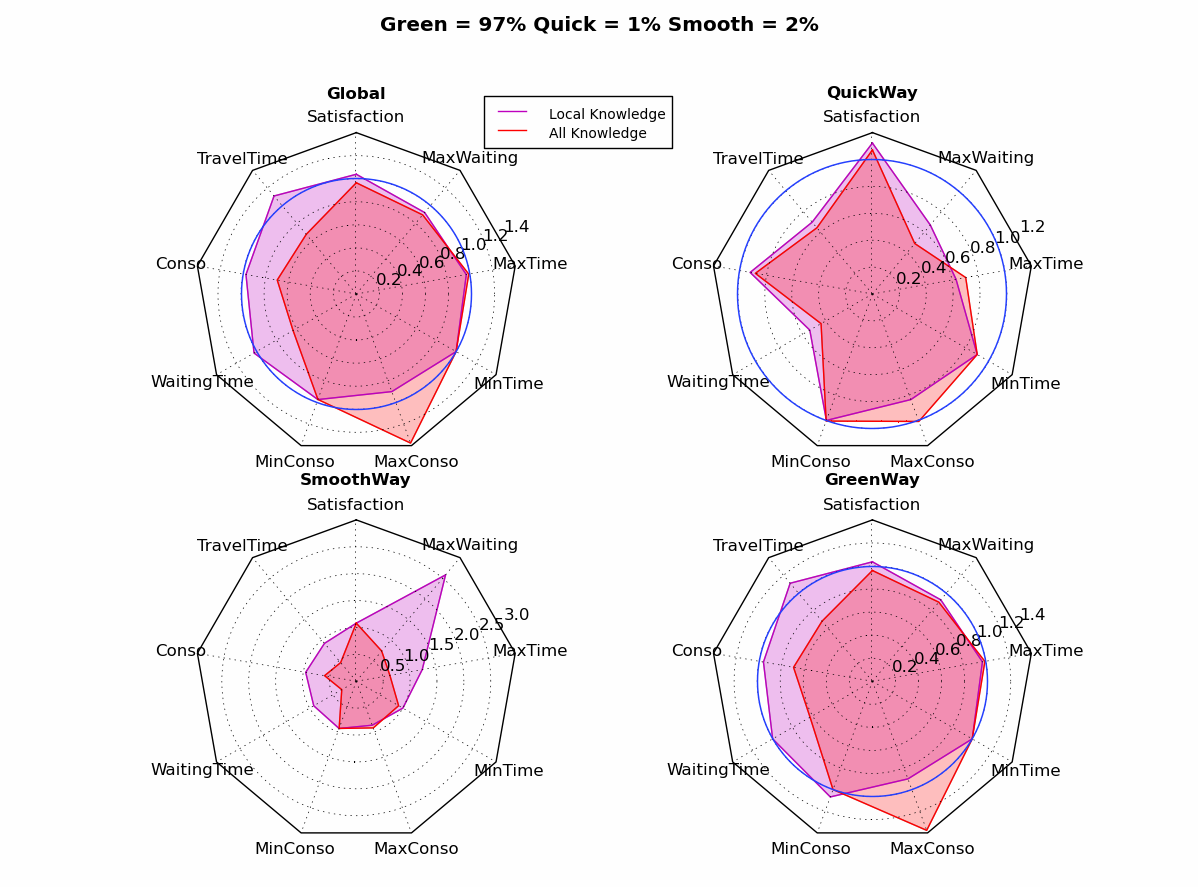 Green = 97% Quick = 1% Smooth = 2%
Global
Satisfaction
TravelTime
MaxWaiting
Conso
0.2
0.4
0.6
0.8
1.0
1.2
1.4
MaxTime
WaitingTime
MinTime
MinConso
MaxConso
Local Knowledge
All Knowledge
QuickWay
Satisfaction
TravelTime
MaxWaiting
Conso
0.2
0.4
0.6
0.8
1.0
1.2
MaxTime
WaitingTime
MinTime
MinConso
MaxConso
SmoothWay
Satisfaction
TravelTime
MaxWaiting
Conso
0.5
1.0
1.5
2.0
2.5
3.0
MaxTime
WaitingTime
MinTime
MinConso
MaxConso
GreenWay
Satisfaction
TravelTime
MaxWaiting
Conso
0.2
0.4
0.6
0.8
1.0
1.2
1.4
MaxTime
WaitingTime
MinTime
MinConso
MaxConso